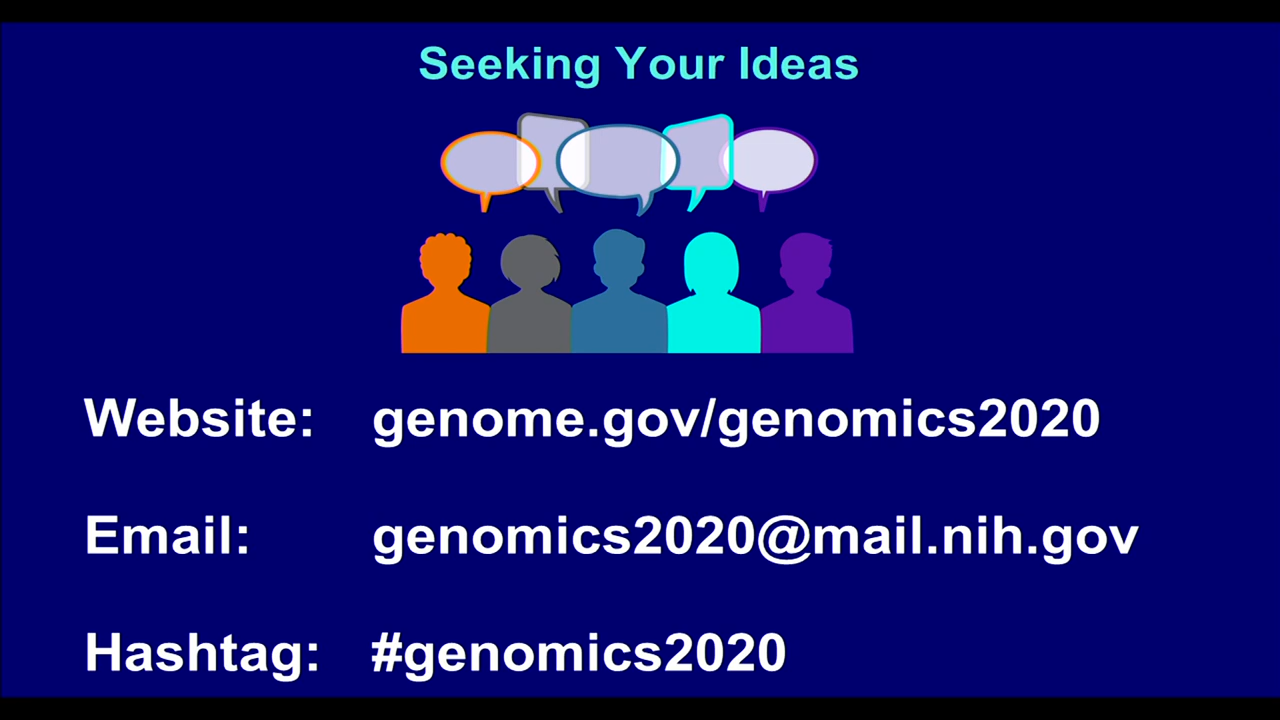 Seeking Your Ideas
Website: genome.gov/genomics2020
Email: genomics2020@mail.nih.gov
Hashtag: #genomics2020